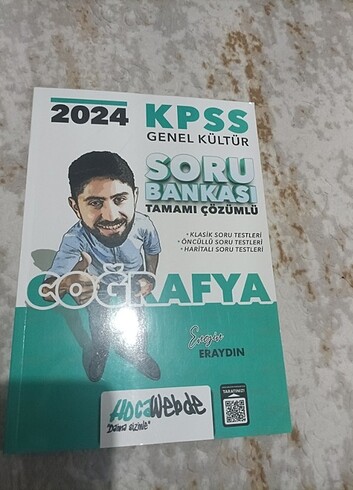 2024 KPSS
GENEL KÜLTÜR
SORU
BANKASI
TAMAMI ÇÖZÜMLÜ
• KLASİK SORU TESTLERİ
• ÖNCÜLLÜ SORU TESTLERİ
• HARİTALI SORU TESTLERİ
COĞRAFYA
Engin
ERAYDIN
HOCAWEBDE
"Daima sizinle"